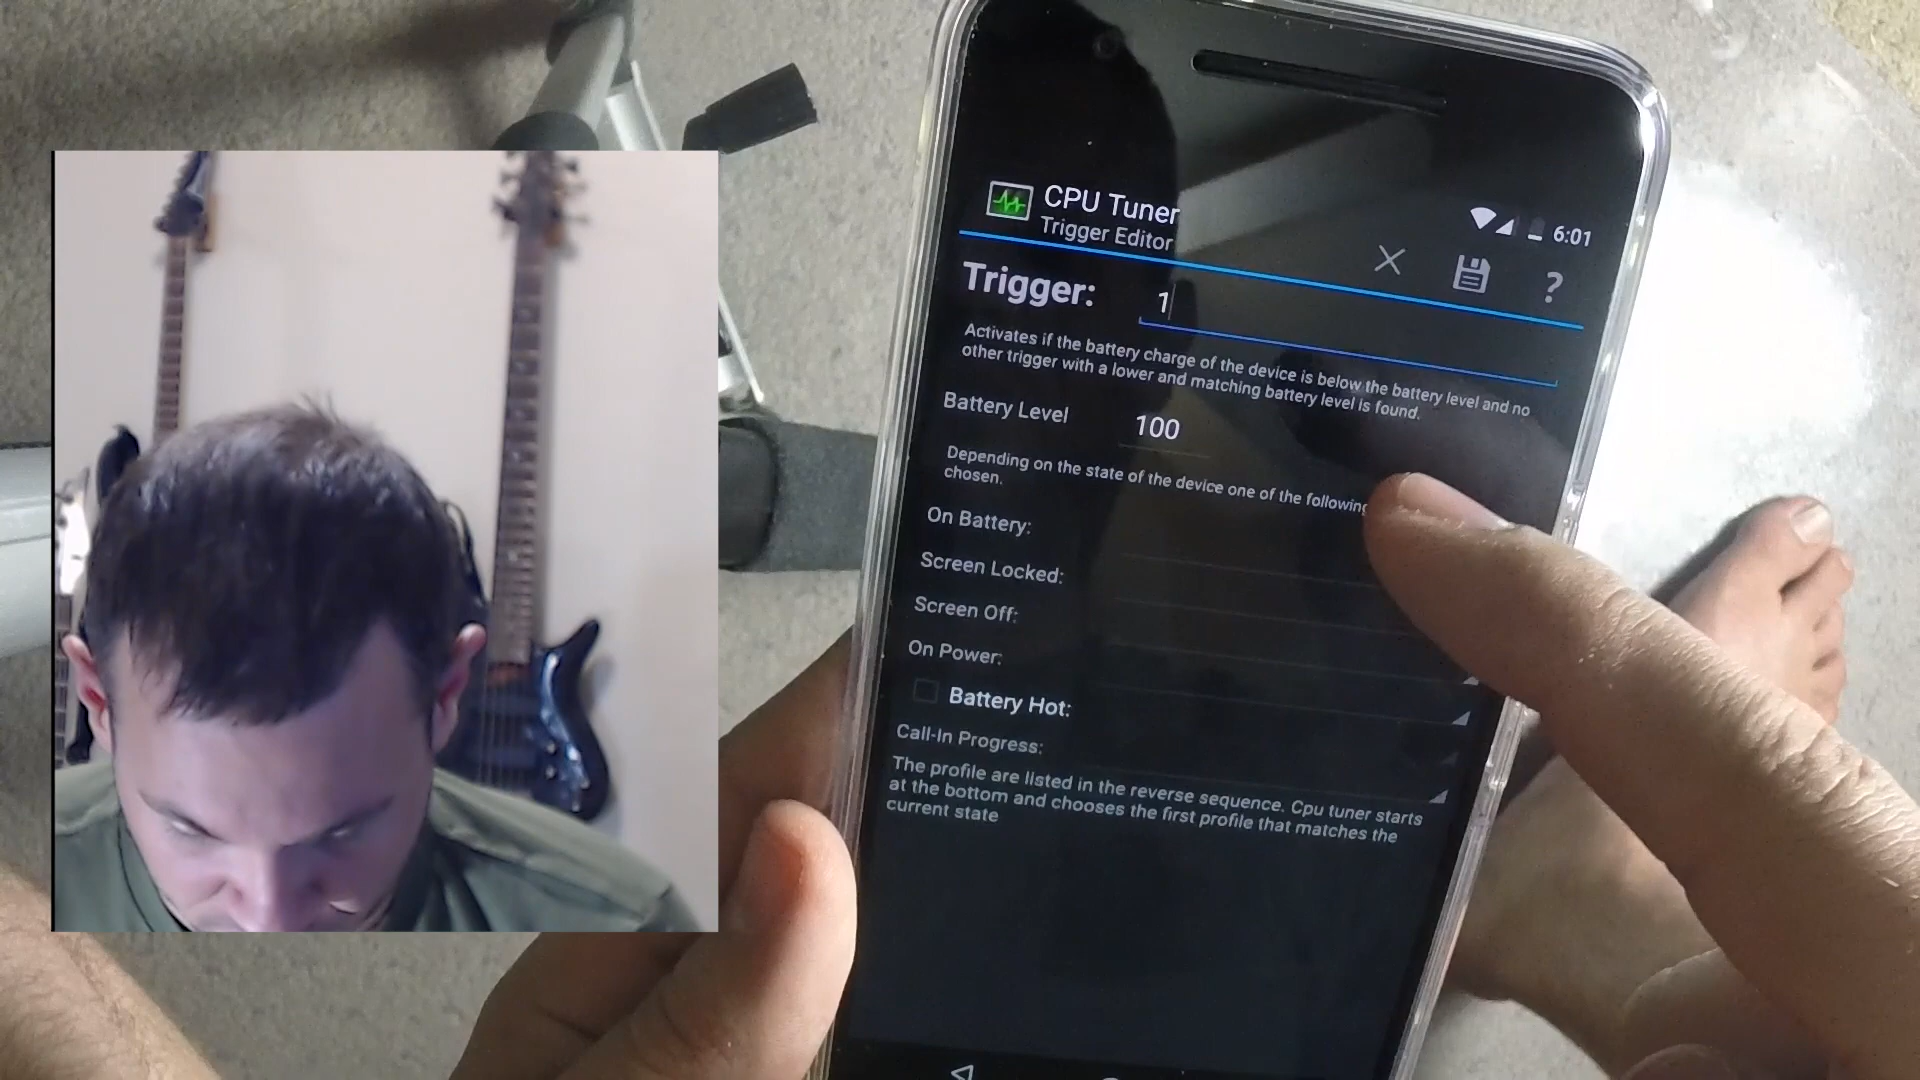 CPU Tuner
Trigger Editor
6:01
?
Trigger: 1
Activates if the battery charge of the device is below the battery level and no
other trigger with a lower and matching battery level is found.
Battery Level 100
Depending on the state of the device one of the following
chosen.
On Battery:
Screen Locked:
Screen Off:
On Power:
Battery Hot:
Call-In Progress:
The profile are listed in the reverse sequence. Cpu tuner starts
at the bottom and chooses the first profile that matches the
current state